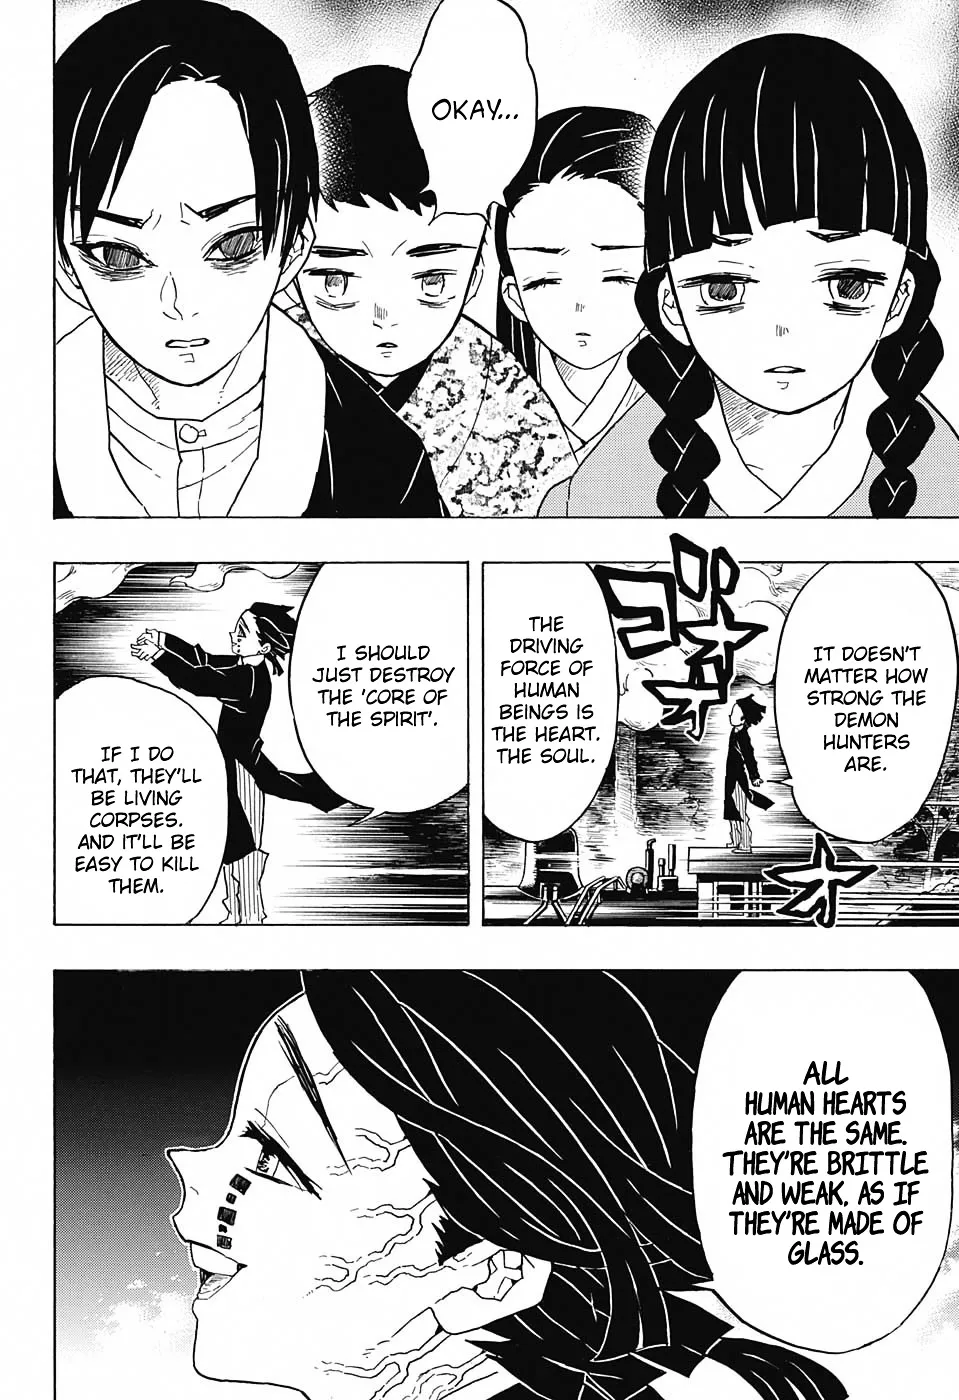 OKAY...
IT DOESN'T
MATTER HOW
STRONG THE
DEMON
HUNTERS
ARE.
THE
DRIVING
FORCE OF
HUMAN
BEINGS IS
THE HEART.
THE SOUL.
I SHOULD
JUST DESTROY
THE 'CORE OF
THE SPIRIT'.
IF I DO
THAT, THEY'LL
BE LIVING
CORPSES.
AND IT'LL BE
EASY TO KILL
THEM.
ALL
HUMAN HEARTS
ARE THE SAME.
THEY'RE BRITTLE
AND WEAK, AS IF
THEY'RE MADE OF
GLASS.